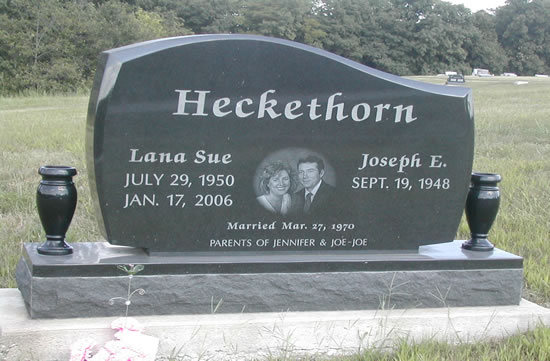 Heckethorn
Lana Sue
JULY 29, 1950
JAN. 17, 2006
Joseph E.
SEPT. 19, 1948
Married Mar. 27, 1970
PARENTS OF JENNIFER & JOE-JOE